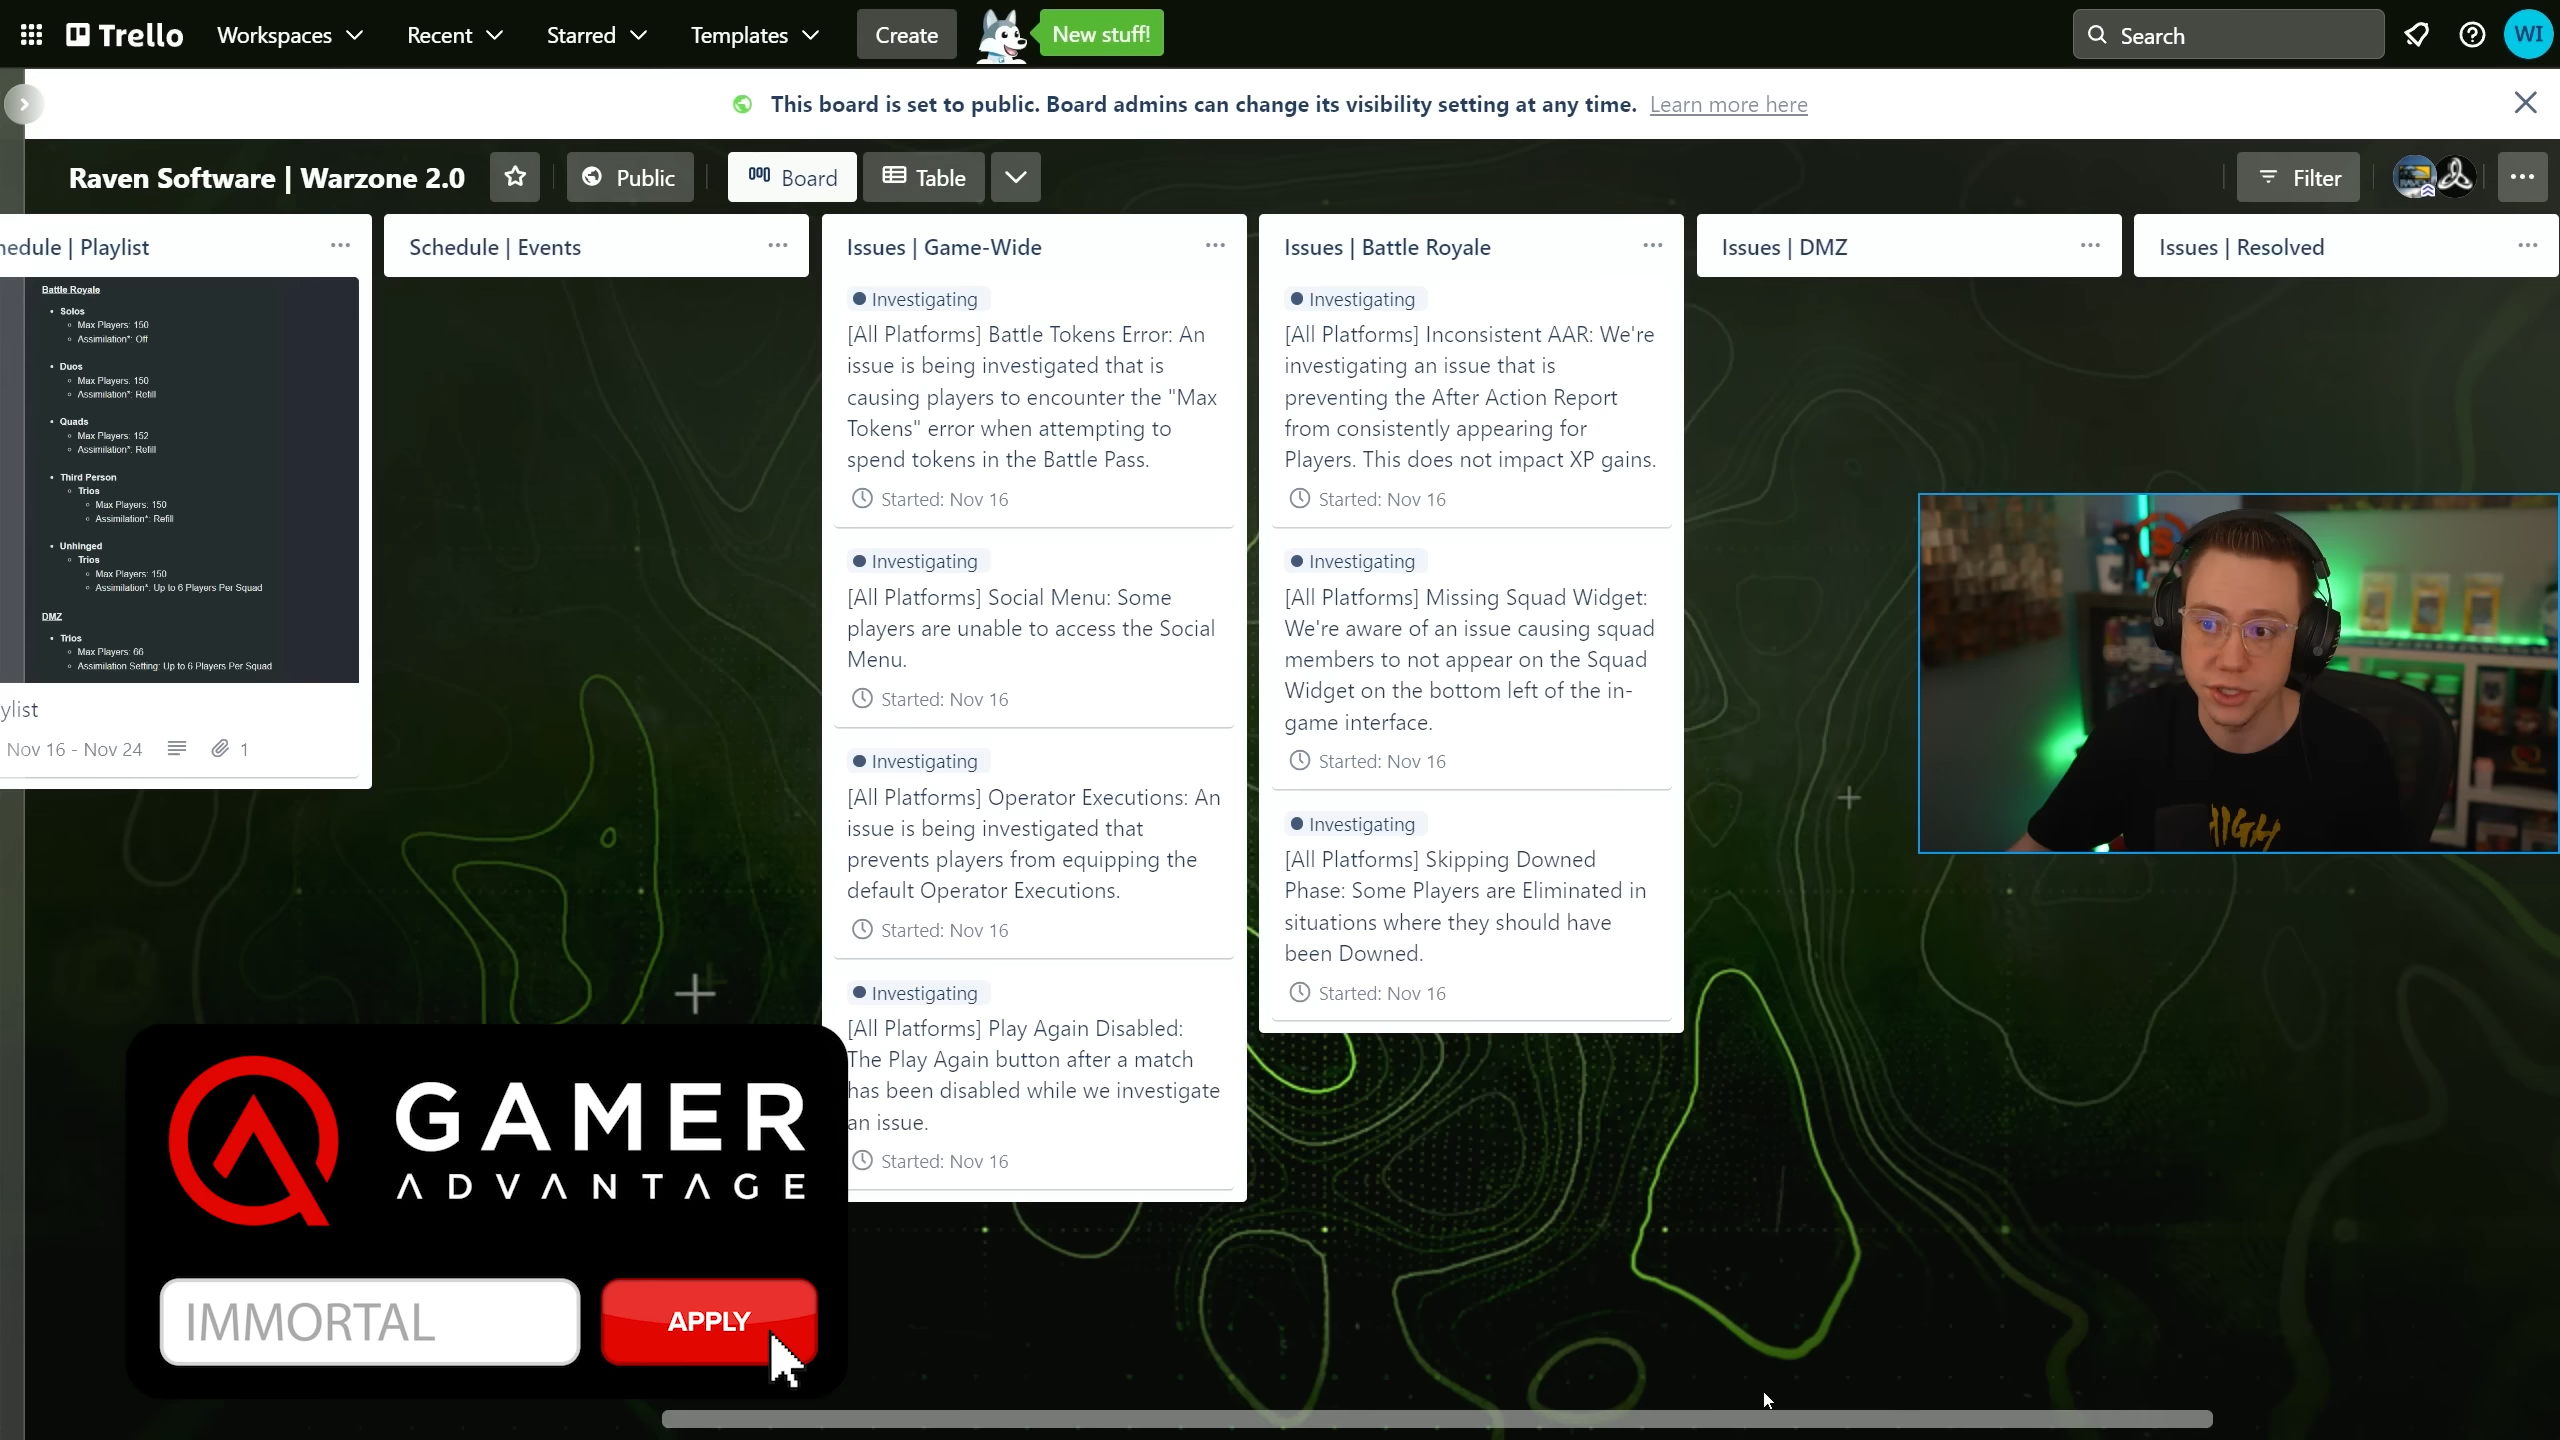 Trello
Workspaces
Recent
Starred
Templates
Create
New stuff!
Search
WI
This board is set to public. Board admins can change its visibility setting at any time. Learn more here
Raven Software | Warzone 2.0
Public
Board
Table
Filter
hedule | Playlist
Battle Royale
Solos
Max Players: 150
Assimilation*: Off
Duos
Max Players: 150
Assimilation*: Refill
Quads
Max Players: 152
Assimilation*: Refill
Third Person
Trios
Max Players: 150
Assimilation*: Refill
Unhinged
Trios
Max Players: 150
Assimilation*: Up to 6 Players Per Squad
DMZ
Trios
Max Players: 66
Assimilation Setting: Up to 6 Players Per Squad
ylist
Nov 16 - Nov 24
1
Schedule | Events
Issues | Game-Wide
Investigating
[All Platforms] Battle Tokens Error: An
issue is being investigated that is
causing players to encounter the "Max
Tokens" error when attempting to
spend tokens in the Battle Pass.
Started: Nov 16
Investigating
[All Platforms] Social Menu: Some
players are unable to access the Social
Menu.
Started: Nov 16
Investigating
[All Platforms] Operator Executions: An
issue is being investigated that
prevents players from equipping the
default Operator Executions.
Started: Nov 16
Investigating
[All Platforms] Play Again Disabled:
The Play Again button after a match
has been disabled while we investigate
an issue.
Started: Nov 16
Issues | Battle Royale
Investigating
[All Platforms] Inconsistent AAR: We're
investigating an issue that is
preventing the After Action Report
from consistently appearing for
Players. This does not impact XP gains.
Started: Nov 16
Investigating
[All Platforms] Missing Squad Widget:
We're aware of an issue causing squad
members to not appear on the Squad
Widget on the bottom left of the in-
game interface.
Started: Nov 16
Investigating
[All Platforms] Skipping Downed
Phase: Some Players are Eliminated in
situations where they should have
been Downed.
Started: Nov 16
Issues | DMZ
Issues | Resolved
HIGH
GAMER
ADVANTAGE
IMMORTAL
APPLY